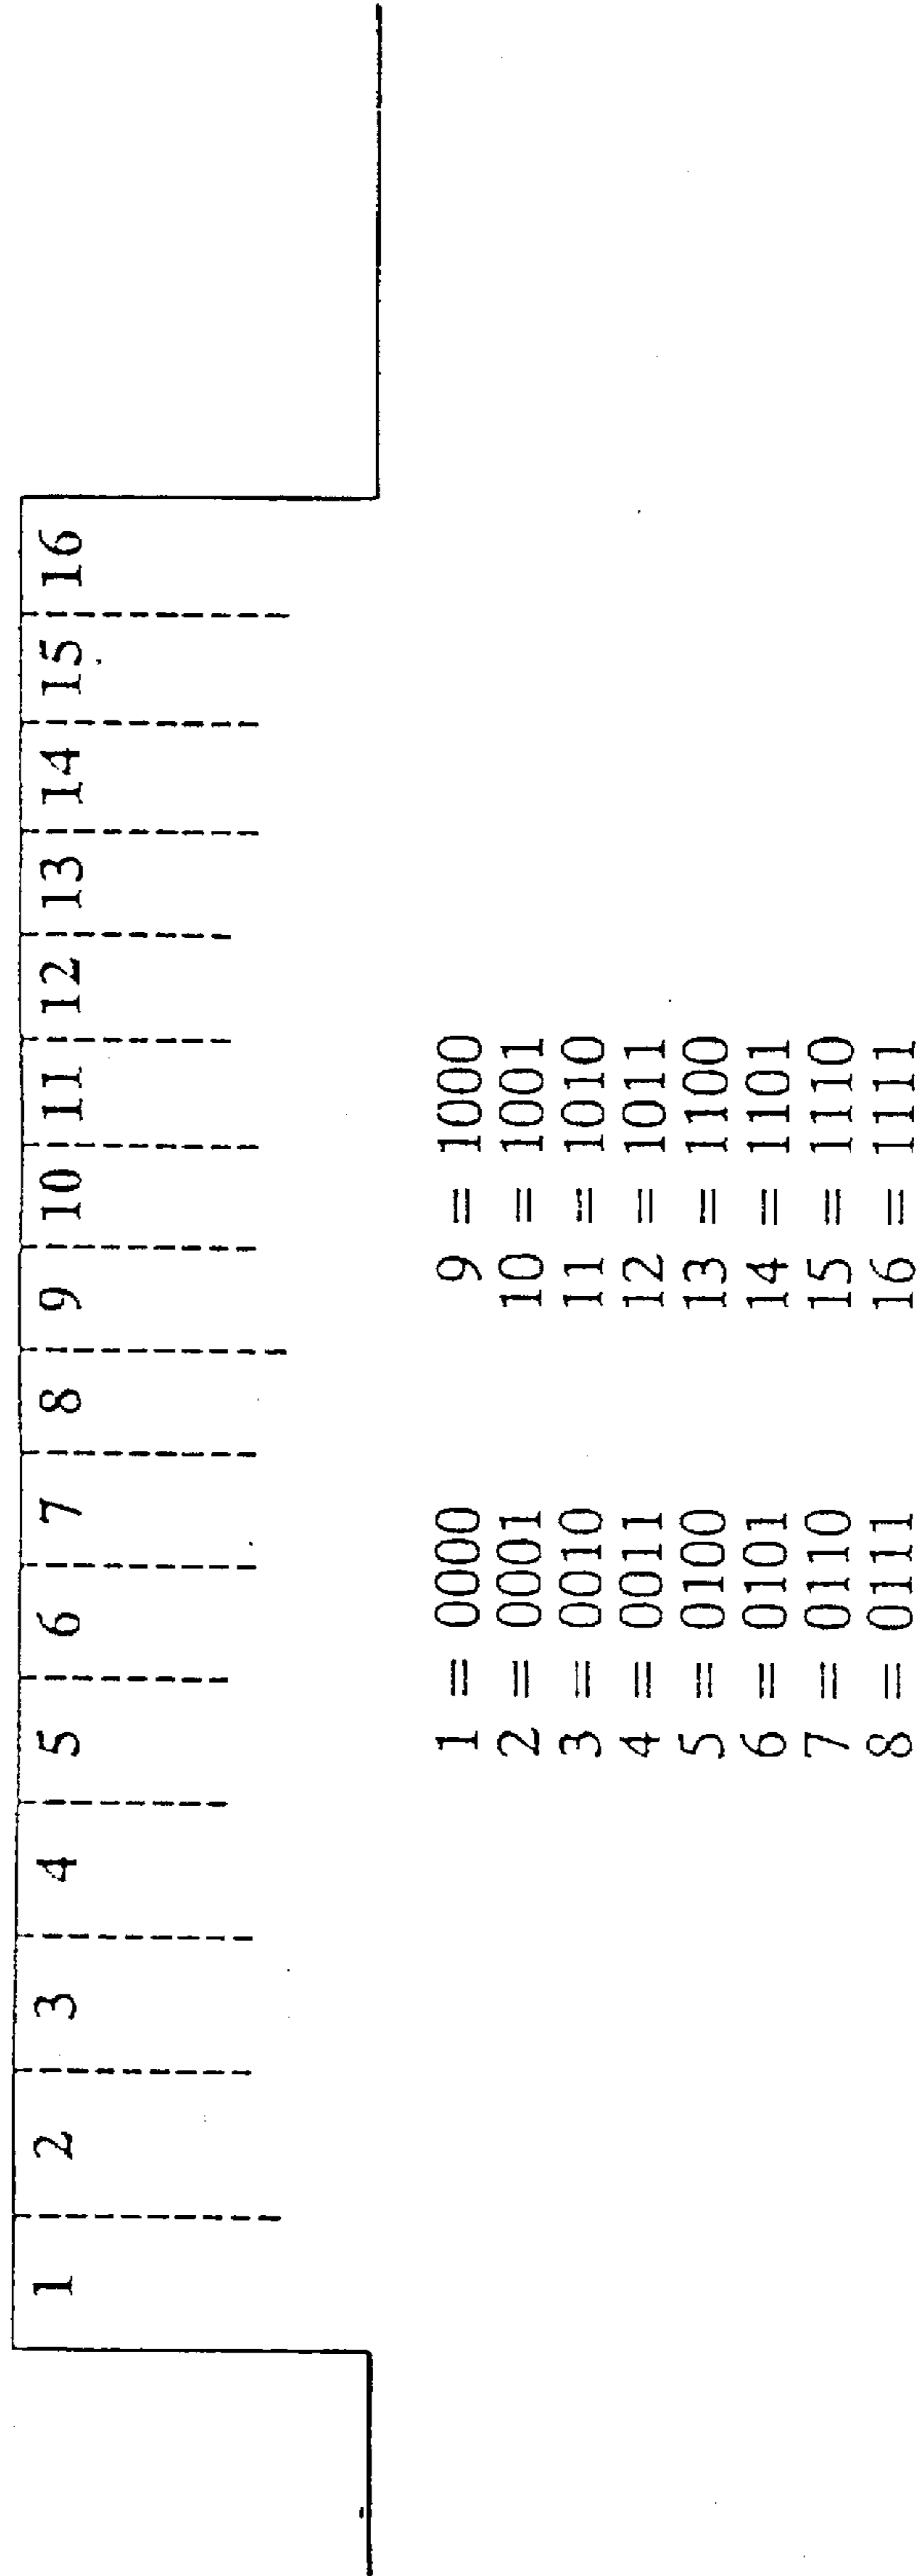 1 2 3 4 5 6 7 8 9 10 11 12 13 14 15 16
1 = 0000
2 = 0001
3 = 0010
4 = 0011
5 = 0100
6 = 0101
7 = 0110
8 = 0111
9 = 1000
10 = 1001
11 = 1010
12 = 1011
13 = 1100
14 = 1101
15 = 1110
16 = 1111